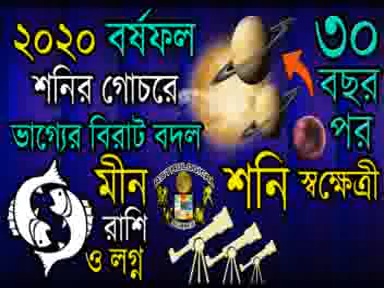 ২০২০ বর্ষফল
শনির গোচরে
ভাগ্যের বিরাট বদল
৩০
বছর
পর
মীন
রাশি
ও লগ্ন
শনি স্বক্ষেত্রী